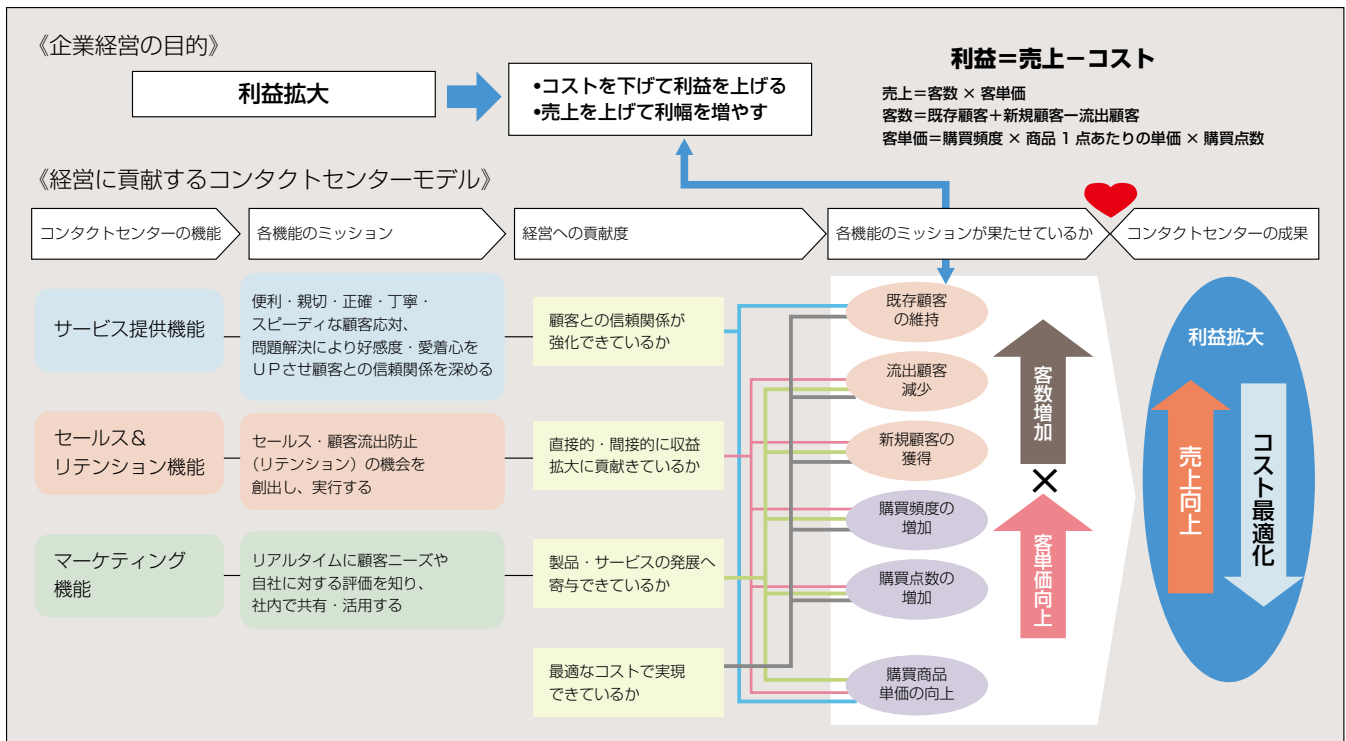 《企業経営の目的》
利益拡大
•コストを下げて利益を上げる
•売上を上げて利幅を増やす
利益=売上−コスト
売上=客数 × 客単価
客数=既存顧客+新規顧客ー流出顧客
客単価=購買頻度 × 商品 1 点あたりの単価 × 購買点数
《経営に貢献するコンタクトセンターモデル》
コンタクトセンターの機能
各機能のミッション
経営への貢献度
各機能のミッションが果たせているか
コンタクトセンターの成果
サービス提供機能
便利・親切・正確・丁寧・
スピーディな顧客応対、
問題解決により好感度・愛着心を
UPさせ顧客との信頼関係を深める
顧客との信頼関係が
強化できているか
セールス&
リテンション機能
セールス・顧客流出防止
(リテンション)の機会を
創出し、実行する
直接的・間接的に収益
拡大に貢献きているか
マーケティング
機能
リアルタイムに顧客ニーズや
自社に対する評価を知り、
社内で共有・活用する
製品・サービスの発展へ
寄与できているか
最適なコストで実現
できているか
既存顧客
の維持
流出顧客
減少
新規顧客の
獲得
購買頻度の
増加
購買点数の
増加
購買商品
単価の向上
客数増加
×
客単価向上
利益拡大
売上向上
コスト最適化